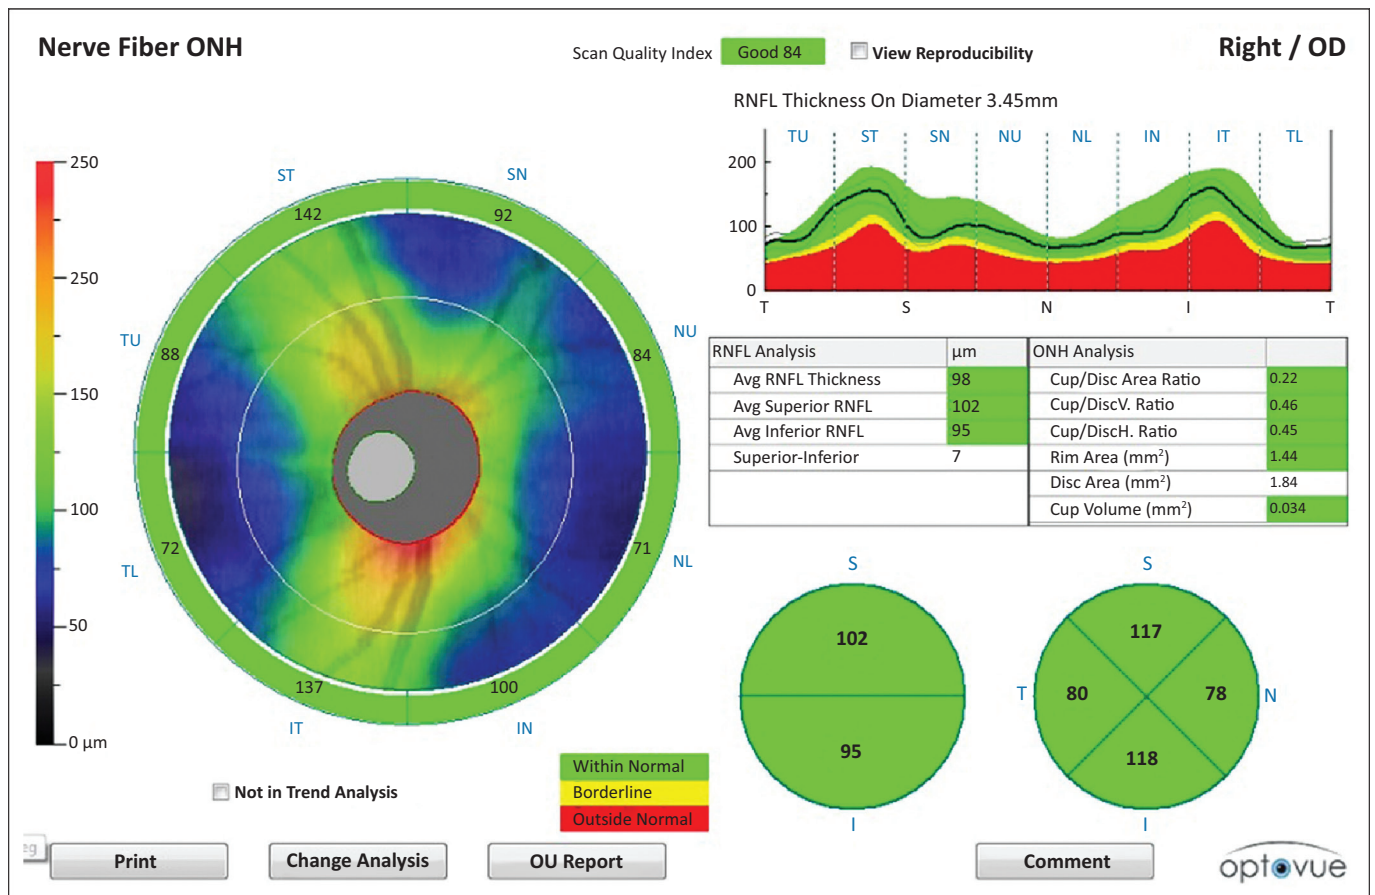 Nerve Fiber ONH
Scan Quality Index Good 84 View Reproducibility
Right / OD
RNFL Thickness On Diameter 3.45mm
TU ST SN NU NL IN IT TL
200
100
0
T S N I T
250
250
150
100
50
0 µm
ST SN
142 92
TU NU
88 84
72 71
TL NL
137 100
IT IN
RNFL Analysis µm
Avg RNFL Thickness 98
Avg Superior RNFL 102
Avg Inferior RNFL 95
Superior-Inferior 7
ONH Analysis
Cup/Disc Area Ratio 0.22
Cup/DiscV. Ratio 0.46
Cup/DiscH. Ratio 0.45
Rim Area (mm²) 1.44
Disc Area (mm²) 1.84
Cup Volume (mm²) 0.034
S
102
95
I
S
117
T 80 78 N
118
I
Within Normal
Borderline
Outside Normal
Not in Trend Analysis
eg Print Change Analysis OU Report Comment
optovue